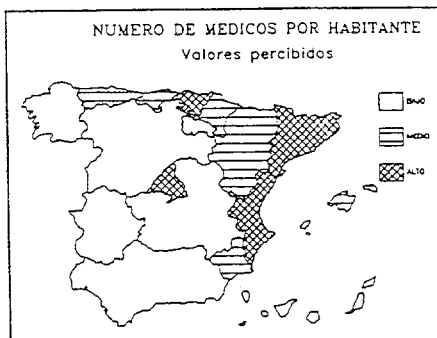 NUMERO DE MEDICOS POR HABITANTE
Valores percibidos
BAJO
MEDIO
ALTO